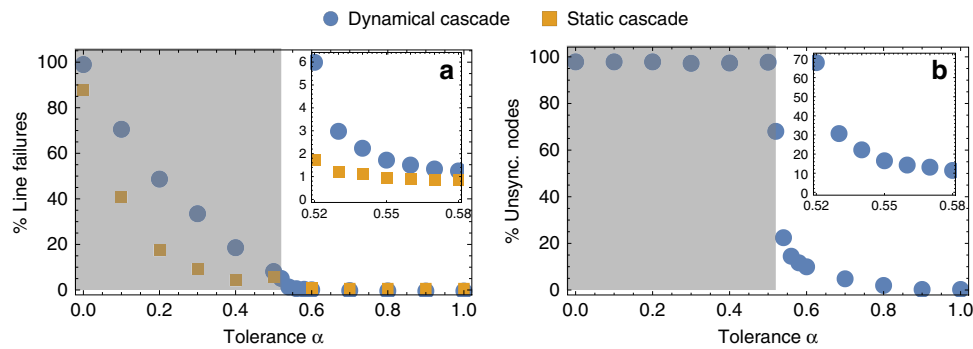 Dynamical cascade Static cascade
a
b
% Line failures
100
80
60
40
20
0
0.0 0.2 0.4 0.6 0.8 1.0
Tolerance α
6
5
4
3
2
1
0
0.52 0.55 0.58
% Unsync. nodes
100
80
60
40
20
0
0.0 0.2 0.4 0.6 0.8 1.0
Tolerance α
70
60
50
40
30
20
10
0
0.52 0.55 0.58